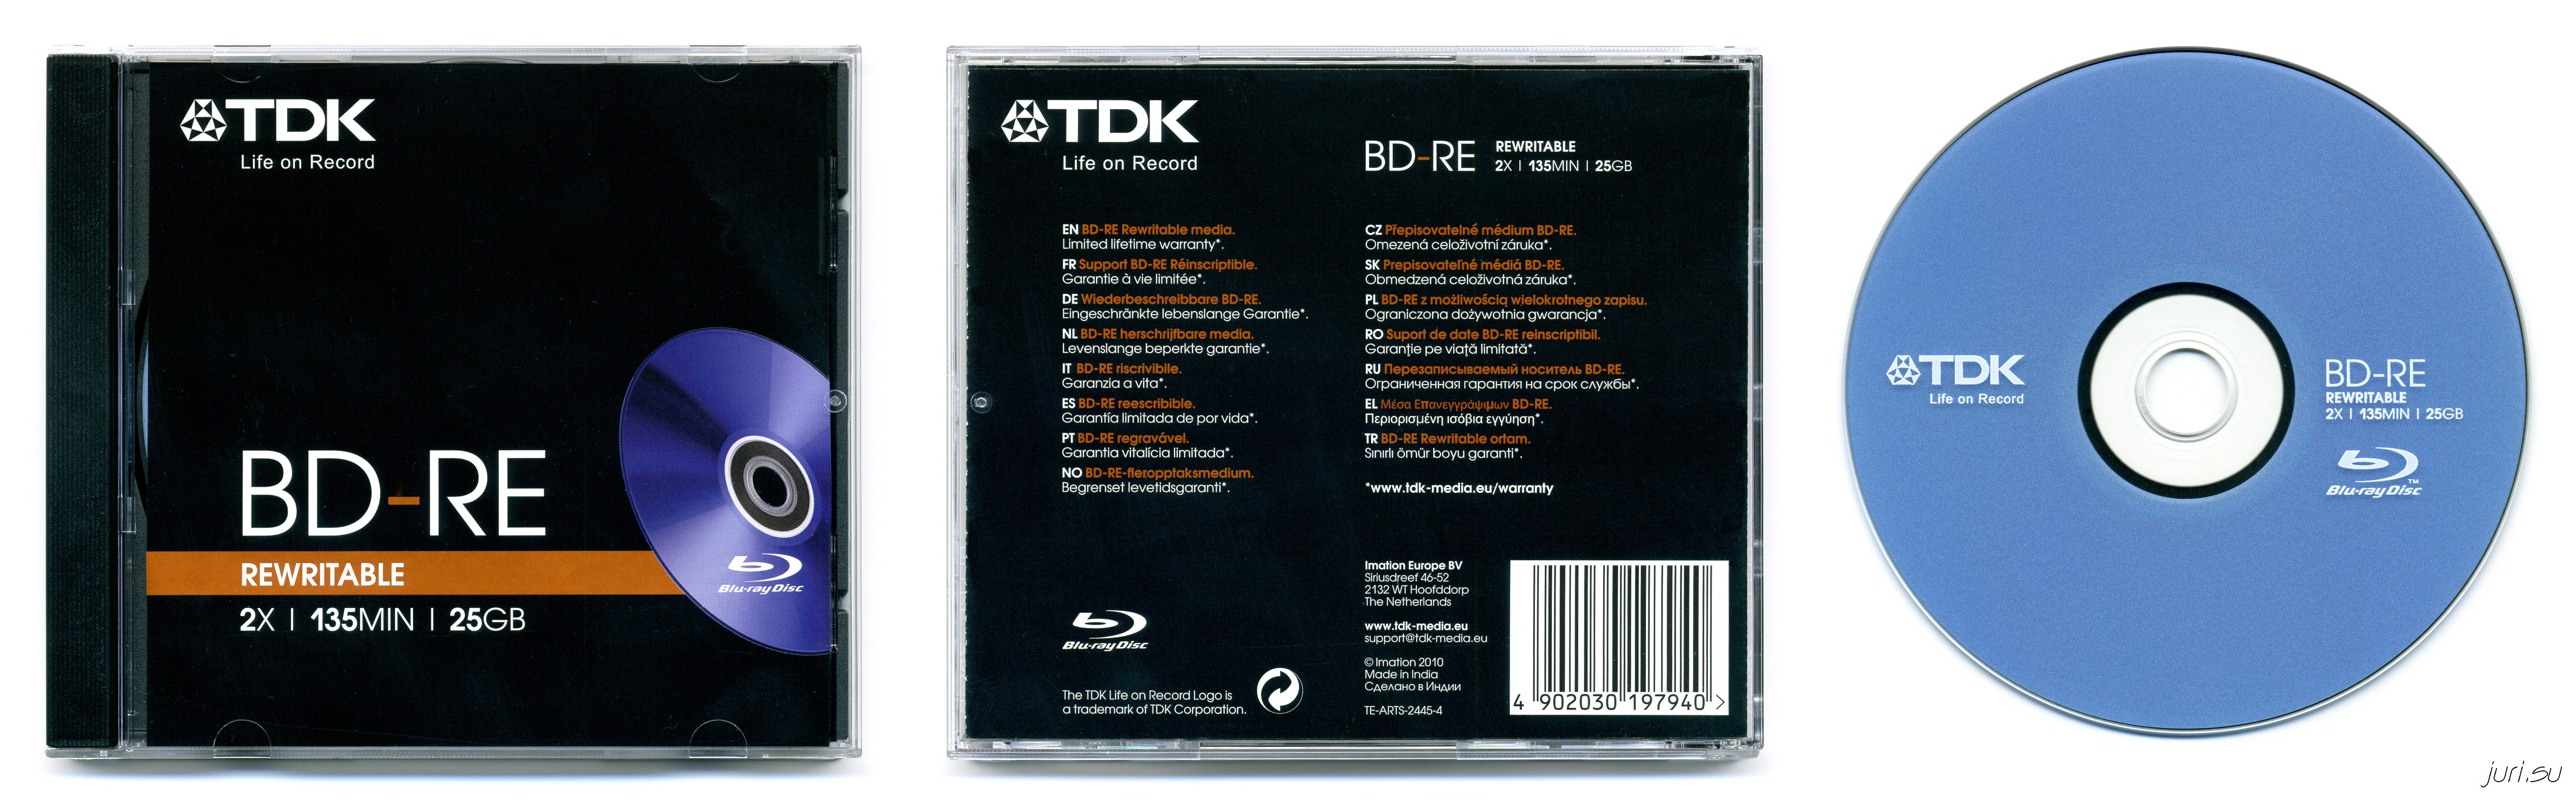 TDK
Life on Record
BD-RE
REWRITABLE
2X | 135MIN | 25GB
Blu-ray Disc
TDK
Life on Record
BD-RE REWRITABLE
2X | 135MIN | 25GB
EN BD-RE Rewritable media.
Limited lifetime warranty*.
FR Support BD-RE Réinscriptible.
Garantie à vie limitée*.
DE Wiederbeschreibbare BD-RE.
Eingeschränkte lebenslange Garantie*.
NL BD-RE herschrijfbare media.
Levenslange beperkte garantie*.
IT BD-RE riscrivibile.
Garanzia a vita*.
ES BD-RE reescribible.
Garantía limitada de por vida*.
PT BD-RE regravável.
Garantia vitalícia limitada*.
NO BD-RE-fleropptaksmedium.
Begrenset levetidsgaranti*.
CZ Přepisovatelné médium BD-RE.
Omezená celoživotní záruka*.
SK Prepisovateľné médiá BD-RE.
Obmedzená celoživotná záruka*.
PL BD-RE z możliwością wielokrotnego zapisu.
Ograniczona dożywotnia gwarancja*.
RO Suport de date BD-RE reinscriptibil.
Garanţie pe viaţă limitată*.
RU Перезаписываемый носитель BD-RE.
Ограниченная гарантия на срок службы*.
EL Μέσα Επανεγγράψιμων BD-RE.
Περιορισμένη ισόβια εγγύηση*.
TR BD-RE Rewritable ortam.
Sınırlı ömür boyu garanti*.
*www.tdk-media.eu/warranty
Blu-ray Disc
The TDK Life on Record Logo is
a trademark of TDK Corporation.
Imation Europe BV
Siriusdreef 46-52
2132 WT Hoofddorp
The Netherlands
www.tdk-media.eu
support@tdk-media.eu
© Imation 2010
Made in India
Сделано в Индии
TE-ARTS-2445-4
4 902030 197940 >
TDK
Life on Record
BD-RE
REWRITABLE
2X | 135MIN | 25GB
Blu-ray Disc™
juri.su